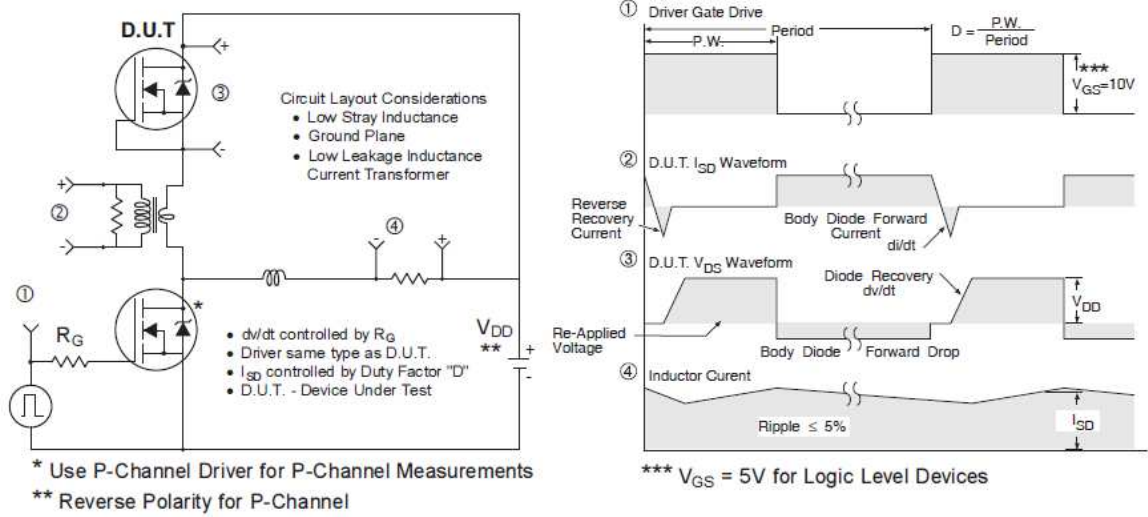 D.U.T
+
③
-
Circuit Layout Considerations
• Low Stray Inductance
• Ground Plane
• Low Leakage Inductance
Current Transformer
+
②
-
-
④
+
①
R_G
*
• dv/dt controlled by R_G
• Driver same type as D.U.T.
• I_SD controlled by Duty Factor "D"
• D.U.T. - Device Under Test
V_DD
**
+
-
* Use P-Channel Driver for P-Channel Measurements
** Reverse Polarity for P-Channel
① Driver Gate Drive
P.W.
Period
D = P.W.
Period
***
V_GS=10V
② D.U.T. I_SD Waveform
Reverse
Recovery
Current
Body Diode Forward
Current
di/dt
③ D.U.T. V_DS Waveform
Diode Recovery
dv/dt
V_DD
Re-Applied
Voltage
Body Diode
Forward Drop
④ Inductor Curent
Ripple ≤ 5%
I_SD
*** V_GS = 5V for Logic Level Devices